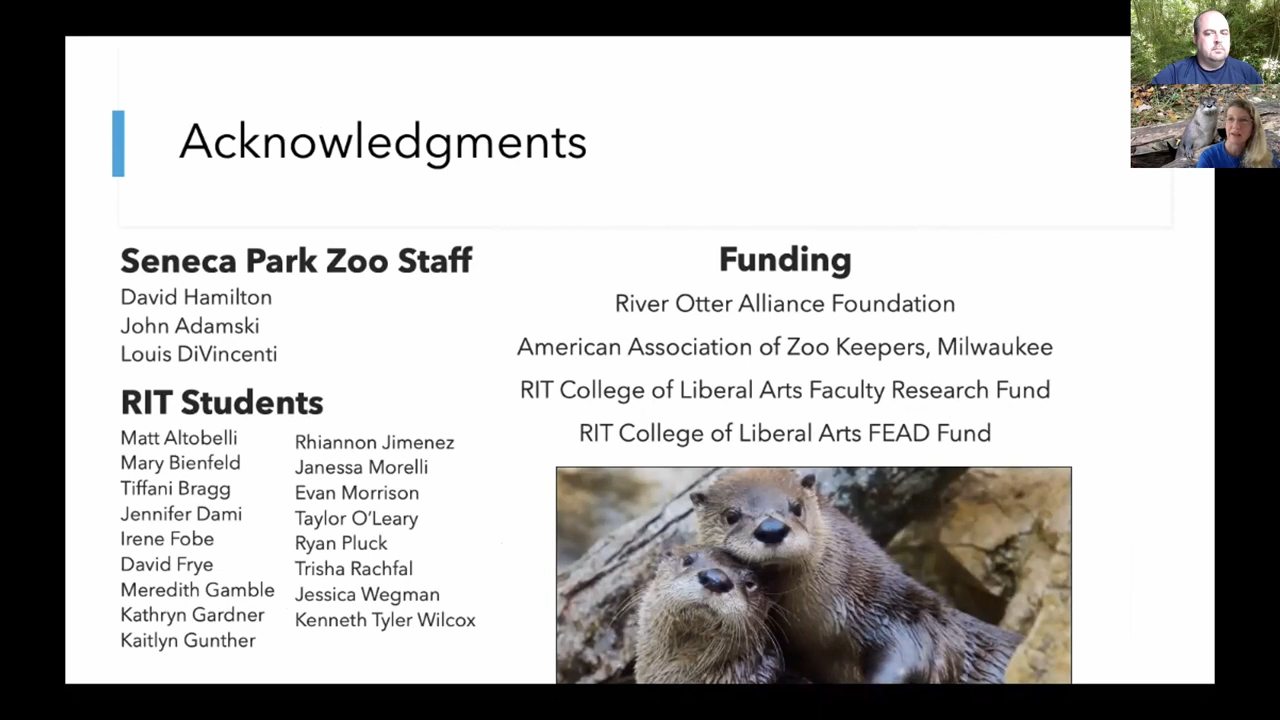 Acknowledgments
Seneca Park Zoo Staff
David Hamilton
John Adamski
Louis DiVincenti
RIT Students
Matt Altobelli
Mary Bienfeld
Tiffani Bragg
Jennifer Dami
Irene Fobe
David Frye
Meredith Gamble
Kathryn Gardner
Kaitlyn Gunther
Rhiannon Jimenez
Janessa Morelli
Evan Morrison
Taylor O'Leary
Ryan Pluck
Trisha Rachfal
Jessica Wegman
Kenneth Tyler Wilcox
Funding
River Otter Alliance Foundation
American Association of Zoo Keepers, Milwaukee
RIT College of Liberal Arts Faculty Research Fund
RIT College of Liberal Arts FEAD Fund